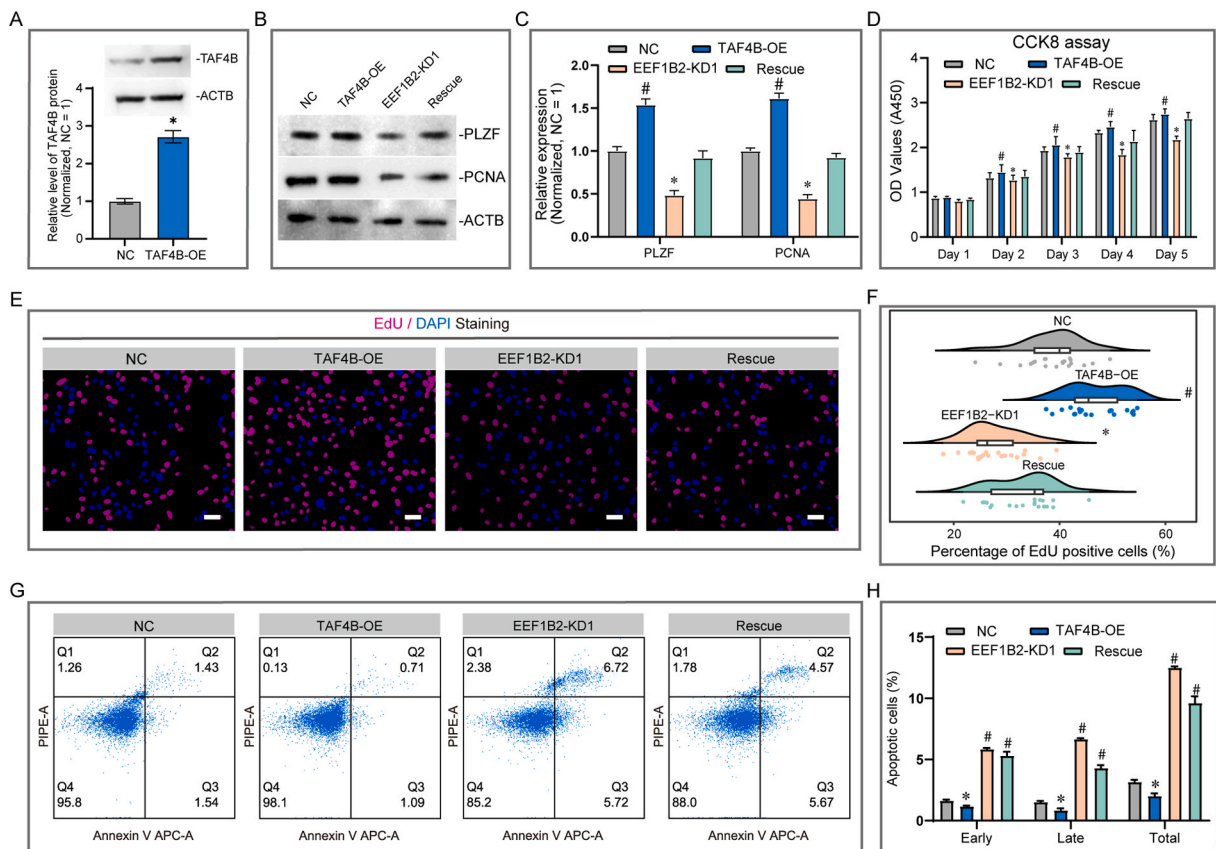 A
-TAF4B
-ACTB
Relative level of TAF4B protein
(Normalized, NC = 1)
4
3
2
1
0
*
NC TAF4B-OE
B
NC
TAF4B-OE
EEF1B2-KD1
Rescue
-PLZF
-PCNA
-ACTB
C
NC TAF4B-OE
EEF1B2-KD1 Rescue
Relative expression
(Normalized, NC = 1)
2.0
1.5
1.0
0.5
0.0
# *
# *
PLZF PCNA
D
CCK8 assay
NC TAF4B-OE
EEF1B2-KD1 Rescue
OD Values (A450)
4
3
2
1
0
# *
# *
# *
# *
Day 1 Day 2 Day 3 Day 4 Day 5
E
EdU / DAPI Staining
NC TAF4B-OE EEF1B2-KD1 Rescue
F
NC
TAF4B-OE
#
EEF1B2-KD1
*
Rescue
20 40 60
Percentage of EdU positive cells (%)
G
NC
Q1 Q2
1.26 1.43
Q4 Q3
95.8 1.54
PIPE-A
Annexin V APC-A
TAF4B-OE
Q1 Q2
0.13 0.71
Q4 Q3
98.1 1.09
PIPE-A
Annexin V APC-A
EEF1B2-KD1
Q1 Q2
2.38 6.72
Q4 Q3
85.2 5.72
PIPE-A
Annexin V APC-A
Rescue
Q1 Q2
1.78 4.57
Q4 Q3
88.0 5.67
PIPE-A
Annexin V APC-A
H
NC TAF4B-OE
EEF1B2-KD1 Rescue
Apoptotic cells (%)
15
10
5
0
* # #
* # #
* # #
Early Late Total